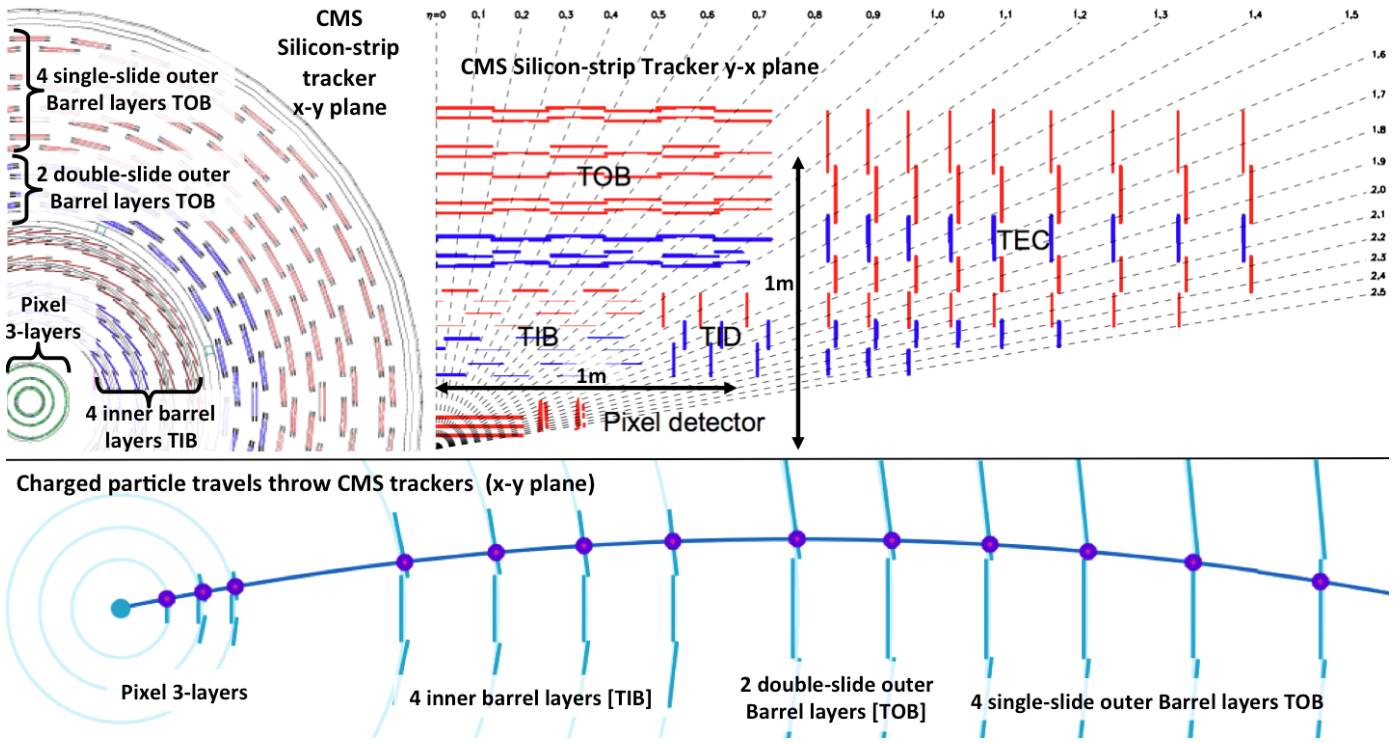 CMS
Silicon-strip
tracker
x-y plane
4 single-slide outer
Barrel layers TOB
2 double-slide outer
Barrel layers TOB
Pixel
3-layers
4 inner barrel
layers TIB
η= 0. 0.1 0.2 0.3 0.4 0.5 0.6 0.7 0.8 0.9 1.0 1.1 1.2 1.3 1.4 1.5
1.6
1.7
1.8
1.9
2.0
2.1
2.2
2.3
2.4
2.5
CMS Silicon-strip Tracker y-x plane
TOB
TEC
1m
TIB
TID
1m
Pixel detector
Charged particle travels throw CMS trackers (x-y plane)
Pixel 3-layers
4 inner barrel layers [TIB]
2 double-slide outer
Barrel layers [TOB]
4 single-slide outer Barrel layers TOB